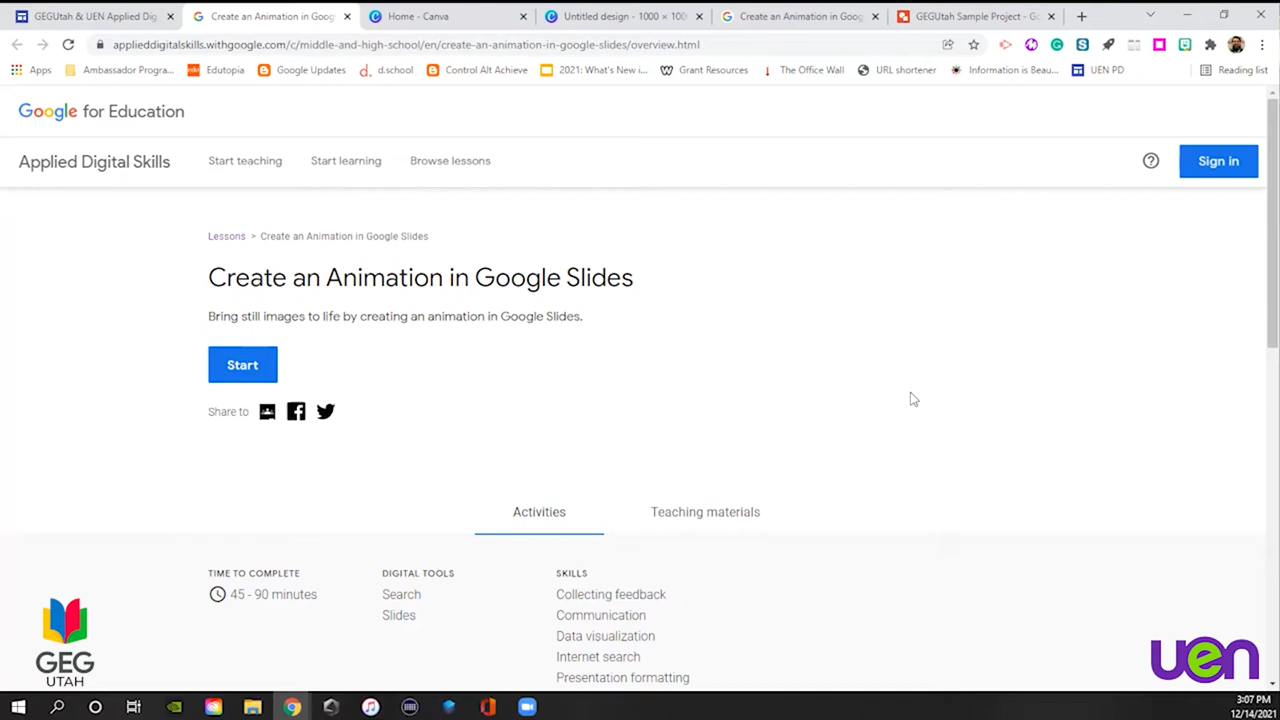 GEGUtah & UEN Applied Dig
Create an Animation in Goog
Home - Canva
Untitled design - 1000 × 100
Create an Animation in Goog
GEGUtah Sample Project - Go
applieddigitalskills.withgoogle.com/c/middle-and-high-school/en/create-an-animation-in-google-slides/overview.html
Apps
Ambassador Progra...
Edutopia
Google Updates
d.school
Control Alt Achieve
2021: What's New i...
Grant Resources
The Office Wall
URL shortener
Information is Beau...
UEN PD
Reading list
Google for Education
Applied Digital Skills
Start teaching
Start learning
Browse lessons
Sign in
Lessons > Create an Animation in Google Slides
Create an Animation in Google Slides
Bring still images to life by creating an animation in Google Slides.
Start
Share to
Activities
Teaching materials
TIME TO COMPLETE
45 - 90 minutes
DIGITAL TOOLS
Search
Slides
SKILLS
Collecting feedback
Communication
Data visualization
Internet search
Presentation formatting
GEG
UTAH
uen
3:07 PM
12/14/2021